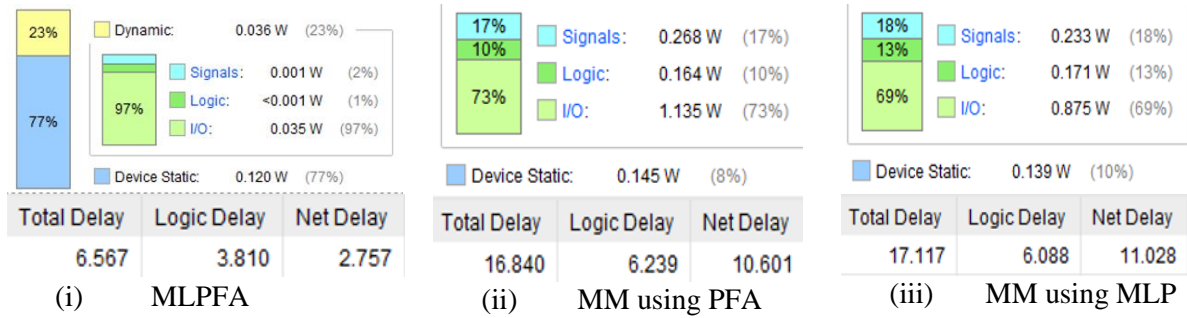 23%
77%
Dynamic: 0.036 W (23%)
97%
Signals: 0.001 W (2%)
Logic: <0.001 W (1%)
I/O: 0.035 W (97%)
Device Static: 0.120 W (77%)
Total Delay Logic Delay Net Delay
6.567 3.810 2.757
(i) MLPFA
17%
10%
73%
Signals: 0.268 W (17%)
Logic: 0.164 W (10%)
I/O: 1.135 W (73%)
Device Static: 0.145 W (8%)
Total Delay Logic Delay Net Delay
16.840 6.239 10.601
(ii) MM using PFA
18%
13%
69%
Signals: 0.233 W (18%)
Logic: 0.171 W (13%)
I/O: 0.875 W (69%)
Device Static: 0.139 W (10%)
Total Delay Logic Delay Net Delay
17.117 6.088 11.028
(iii) MM using MLP